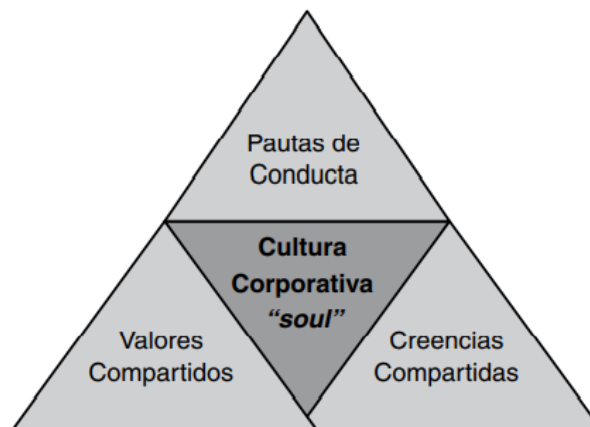 Pautas de
Conducta
Cultura
Corporativa
“soul”
Valores
Compartidos
Creencias
Compartidas